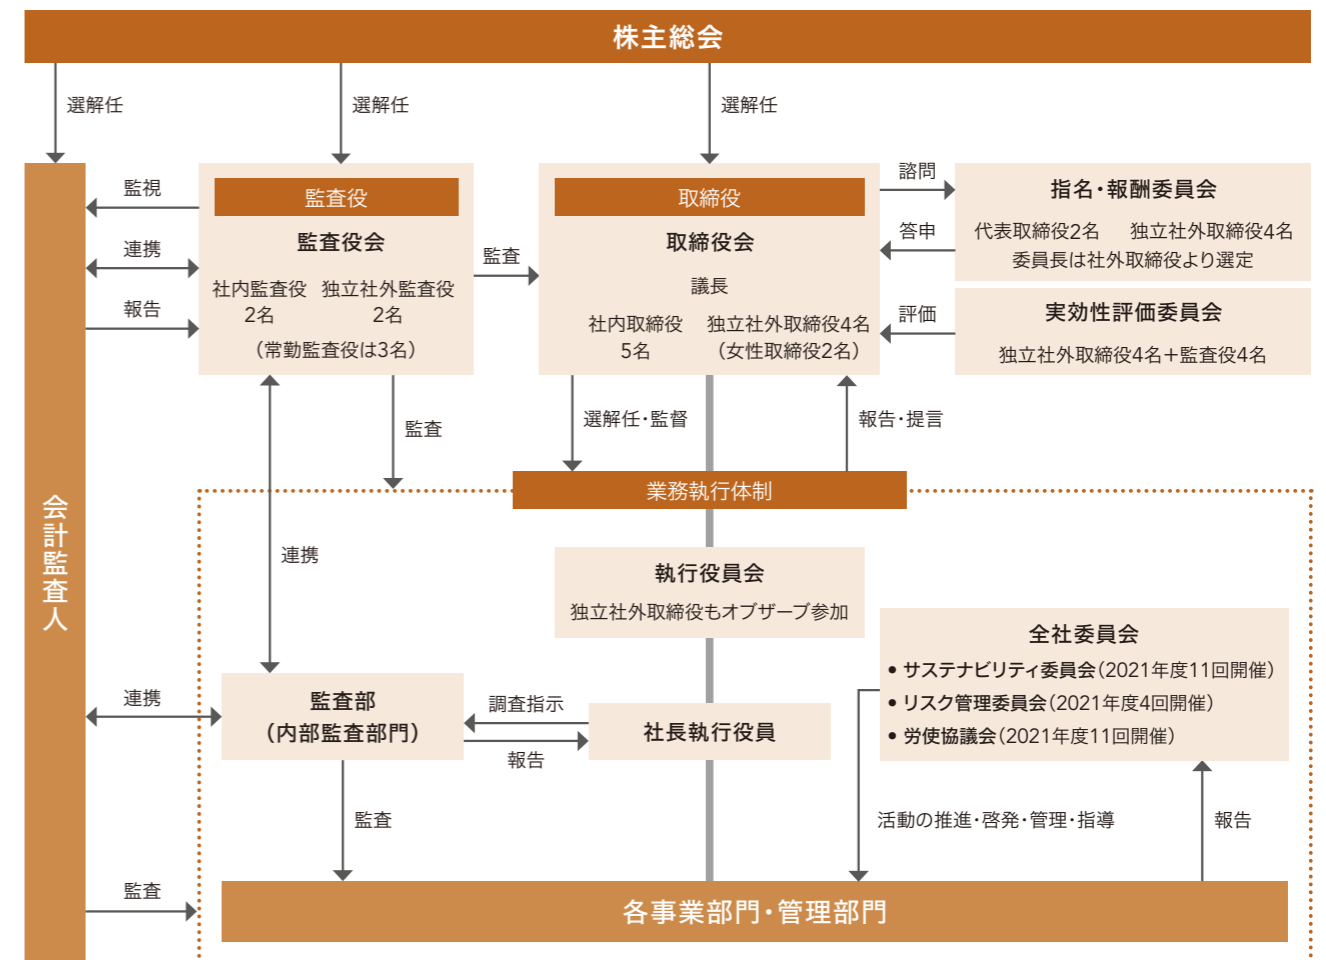 株主総会
選解任
選解任
選解任
会計監査人
監視
連携
報告
監査役
監査役会
社内監査役
2名
独立社外監査役
2名
（常勤監査役は3名）
監査
取締役
取締役会
議長
社内取締役
5名
独立社外取締役4名
（女性取締役2名）
諮問
答申
評価
指名・報酬委員会
代表取締役2名 独立社外取締役4名
委員長は社外取締役より選定
実効性評価委員会
独立社外取締役4名＋監査役4名
監査
選解任・監督
報告・提言
業務執行体制
連携
執行役員会
独立社外取締役もオブザーブ参加
全社委員会
• サステナビリティ委員会（2021年度11回開催）
• リスク管理委員会（2021年度4回開催）
• 労使協議会（2021年度11回開催）
連携
監査部
（内部監査部門）
調査指示
報告
社長執行役員
監査
活動の推進・啓発・管理・指導
報告
監査
各事業部門・管理部門